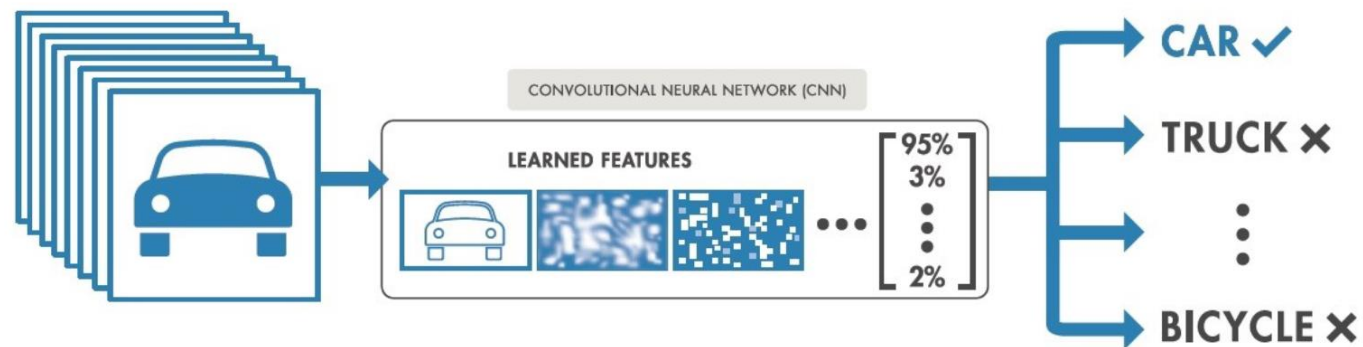 CONVOLUTIONAL NEURAL NETWORK (CNN)
LEARNED FEATURES
95%
3%
2%
CAR ✓
TRUCK ✕
BICYCLE ✕